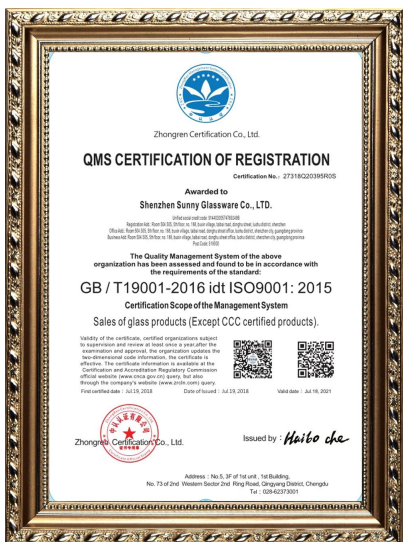 Zhongren Certification Co., Ltd.
QMS CERTIFICATION OF REGISTRATION
Certification No.: 27318Q20395R0S
Awarded to
Shenzhen Sunny Glassware Co., LTD.
The Quality Management System of the above
organization has been assessed and found to be in accordance with
the requirements of the standard:
GB / T19001-2016 idt ISO9001: 2015
Certification Scope of the Management System
Sales of glass products (Except CCC certified products).
Validity of the certificate, certified organizations subject
to supervision and review at least once a year,after the
examination and approval, the organization updates the
two-dimensional code information, the certificate is
effective. The certificate information is available at the
Certification and Accreditation Regulatory Commission
official website (www.cnca.gov.cn) query, but also
through the company's website (www.zrcln.com) query.
First certified date : Jul.19, 2018
Date of Issued : Jul.19, 2018
Valid date : Jul.18, 2021
Zhongren Certification Co., Ltd.
Issued by : Haibo che
Address : No.5, 3F of 1st unit , 1st Building,
No. 73 of 2nd Western Sector 2nd Ring Road, Qingyang District, Chengdu
Tel : 028-62373001